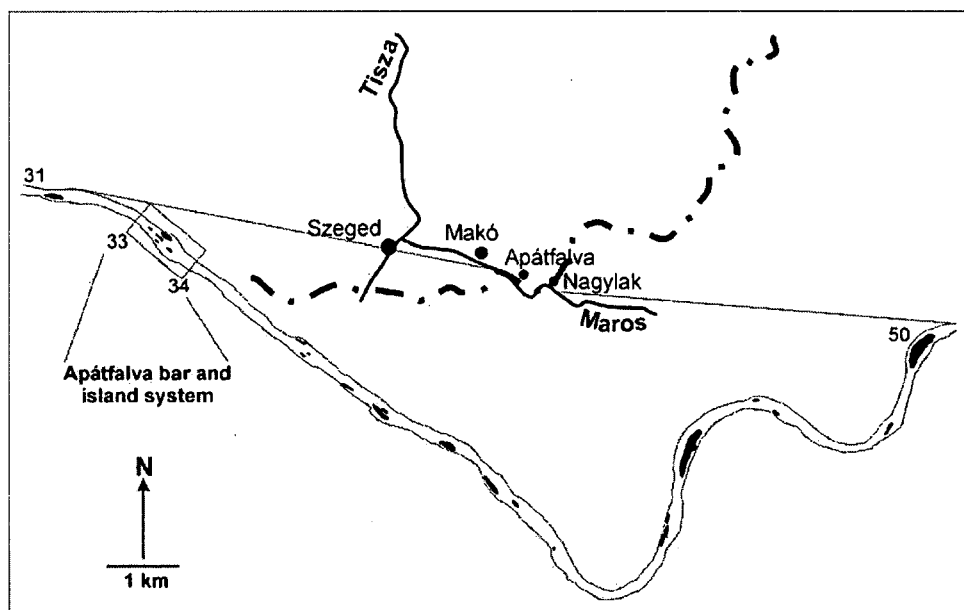 Tisza
31
Szeged
Makó
33
Apátfalva
Nagylak
34
Maros
50
Apátfalva bar and
island system
N
1 km